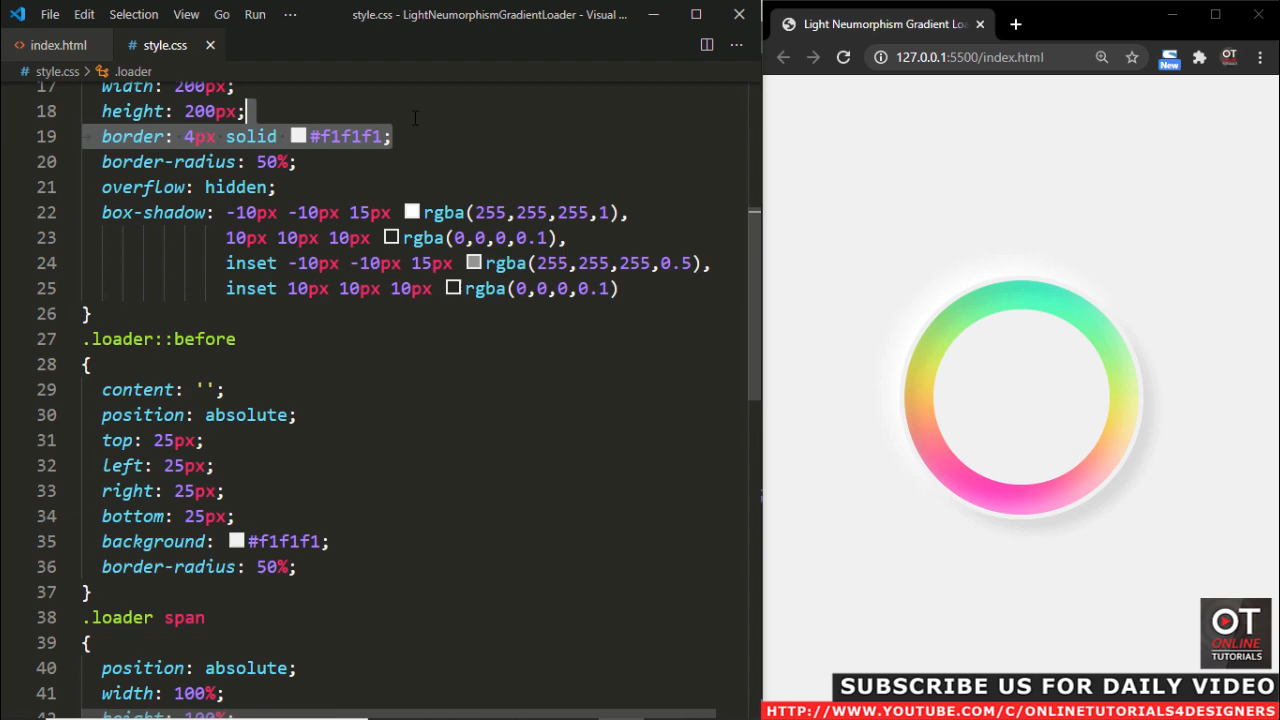 File Edit Selection View Go Run ··· style.css - LightNeumorphismGradientLoader - Visual ...
index.html # style.css
# style.css > .loader
17 width: 200px;
18 height: 200px;
19 border: 4px solid #f1f1f1;
20 border-radius: 50%;
21 overflow: hidden;
22 box-shadow: -10px -10px 15px rgba(255,255,255,1),
23 10px 10px 10px rgba(0,0,0,0.1),
24 inset -10px -10px 15px rgba(255,255,255,0.5),
25 inset 10px 10px 10px rgba(0,0,0,0.1)
26 }
27 .loader::before
28 {
29 content: '';
30 position: absolute;
31 top: 25px;
32 left: 25px;
33 right: 25px;
34 bottom: 25px;
35 background: #f1f1f1;
36 border-radius: 50%;
37 }
38 .loader span
39 {
40 position: absolute;
41 width: 100%;
42 height: 100%;
Light Neumorphism Gradient Loa
127.0.0.1:5500/index.html
New
OT
OT
ONLINE
TUTORIALS
SUBSCRIBE US FOR DAILY VIDEO
HTTP://WWW.YOUTUBE.COM/C/ONLINETUTORIALS4DESIGNERS